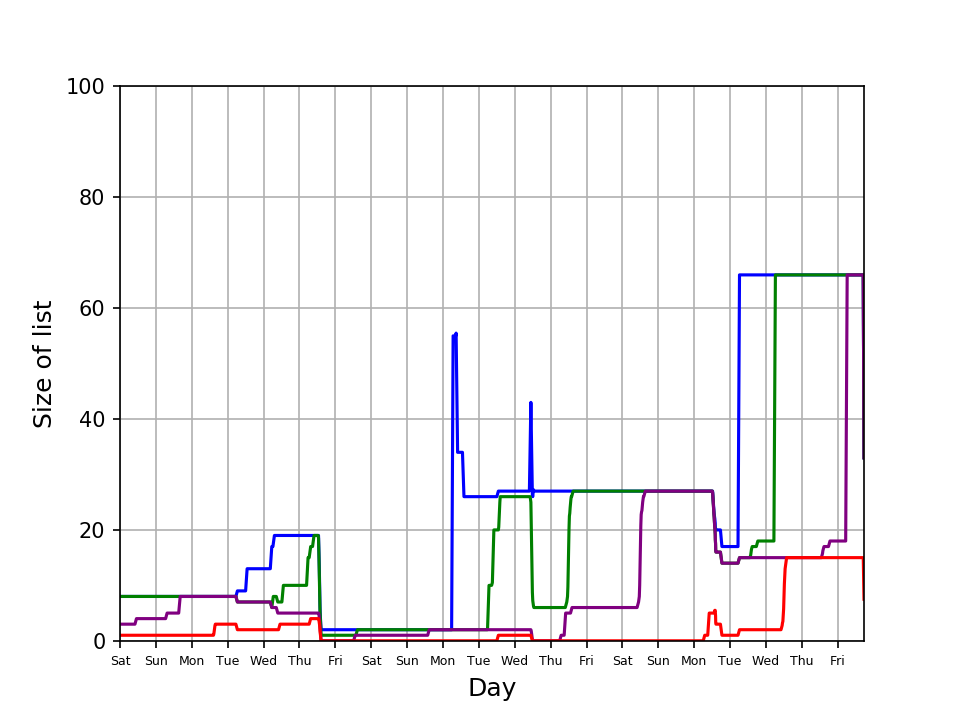 100
80
60
40
20
0
Size of list
Sat Sun Mon Tue Wed Thu Fri Sat Sun Mon Tue Wed Thu Fri Sat Sun Mon Tue Wed Thu Fri
Day